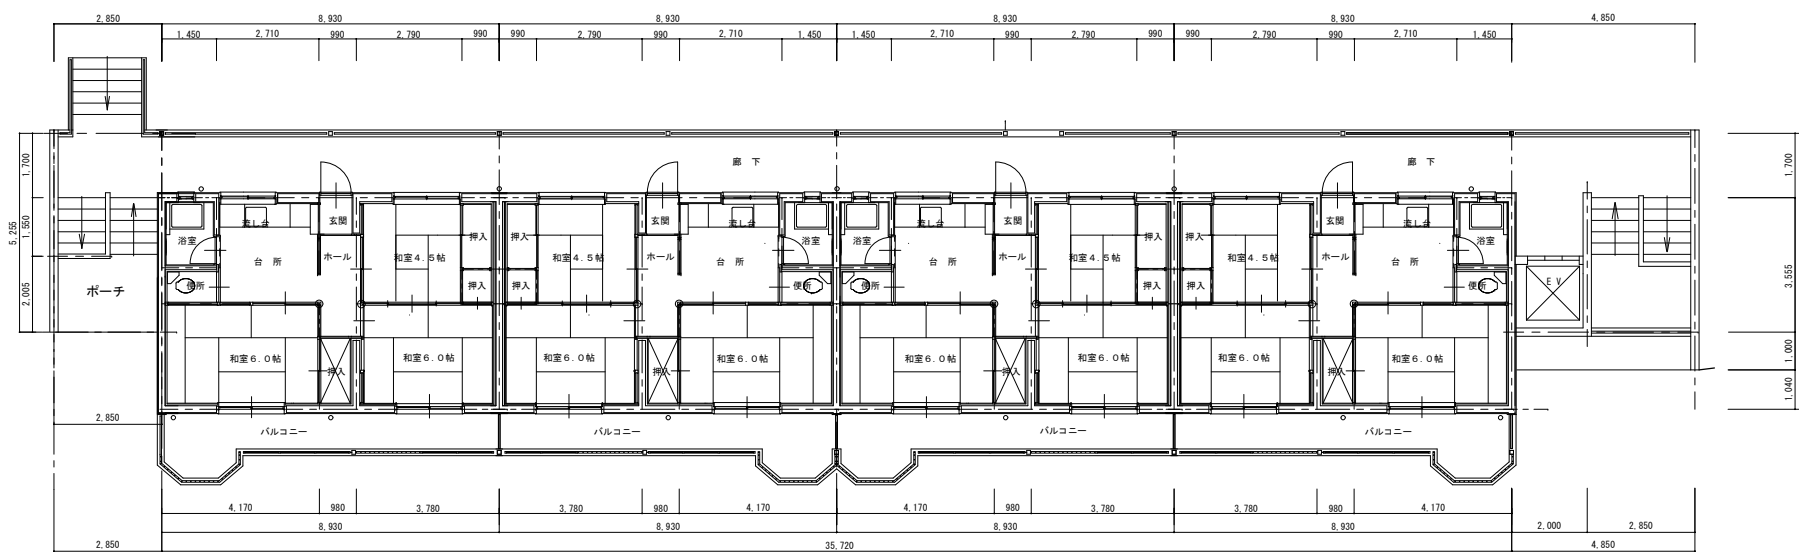 2,850 8,930 8,930 8,930 8,930 4,850
1,450 2,710 990 2,790 990 990 2,790 990 2,710 1,450 1,450 2,710 990 2,790 990 990 2,790 990 2,710 1,450
廊下 廊下
1,700 1,700
玄関 玄関 玄関 玄関
流し台 流し台 流し台 流し台
5,255 1,550
浴室 押入 押入 浴室 浴室 押入 押入 浴室
ホール 和室4.5帖 和室4.5帖 ホール ホール 和室4.5帖 和室4.5帖 ホール
台所 台所 台所 台所
3,555
便所 押入 押入 便所 便所 押入 押入 便所 EV
ポーチ
2,005
和室6.0帖 和室6.0帖 和室6.0帖 和室6.0帖 和室6.0帖 和室6.0帖 和室6.0帖 和室6.0帖
1,000
押入 押入 押入 押入
1,040
2,850
バルコニー バルコニー バルコニー バルコニー
4,170 980 3,780 3,780 980 4,170 4,170 980 3,780 3,780 980 4,170
8,930 8,930 8,930 8,930 2,000 2,850
2,850 35,720 4,850